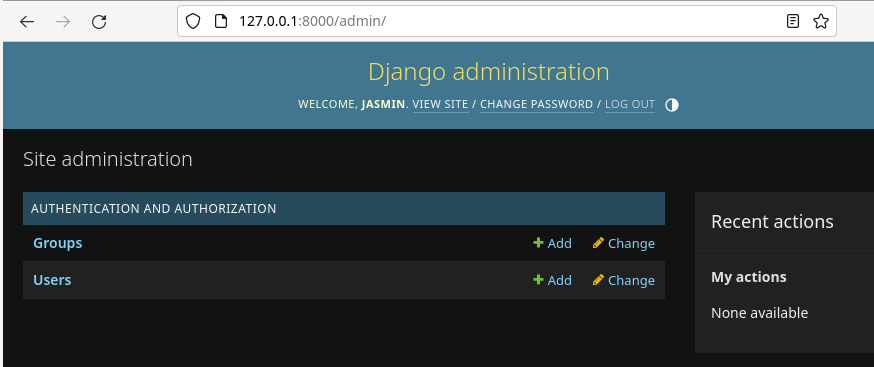 127.0.0.1:8000/admin/
Django administration
WELCOME, JASMIN. VIEW SITE / CHANGE PASSWORD / LOG OUT
Site administration
AUTHENTICATION AND AUTHORIZATION
Groups Add Change
Users Add Change
Recent actions
My actions
None available